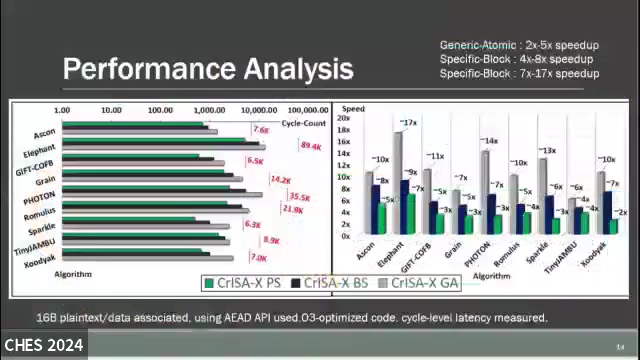 Generic-Atomic : 2x-5x speedup
Specific-Block : 4x-8x speedup
Specific-Block : 7x-17x speedup
Performance Analysis
1.00 10.00 100.00 1,000.00 10,000.00 100,000.00
Cycle-Count
Ascon 7.6K
Elephant 89.4K
GIFT-COFB 6.5K
Grain 14.2K
PHOTON 35.5K
Romulus 21.9K
Sparkle 6.3K
TinyJAMBU 8.9K
Xoodyak 7.0K
Algorithm
Speed
20x
18x
16x
14x
12x
10x
8x
6x
4x
2x
0x
~10x ~8x ~5x
~17x ~9x ~7x
~11x ~5x ~3x
~7x ~5x ~3x
~14x ~7x ~3x
~10x ~5x ~4x
~13x ~6x
~6x ~4x
~10x ~7x ~2x
Ascon Elephant GIFT-COFB Grain PHOTON Romulus Sparkle TinyJAMBU Xoodyak
Algorithm
CrISA-X PS CrISA-X BS CrISA-X GA
16B plaintext/data associated, using AEAD API used.O3-optimized code. cycle-level latency measured.
CHES 2024
14